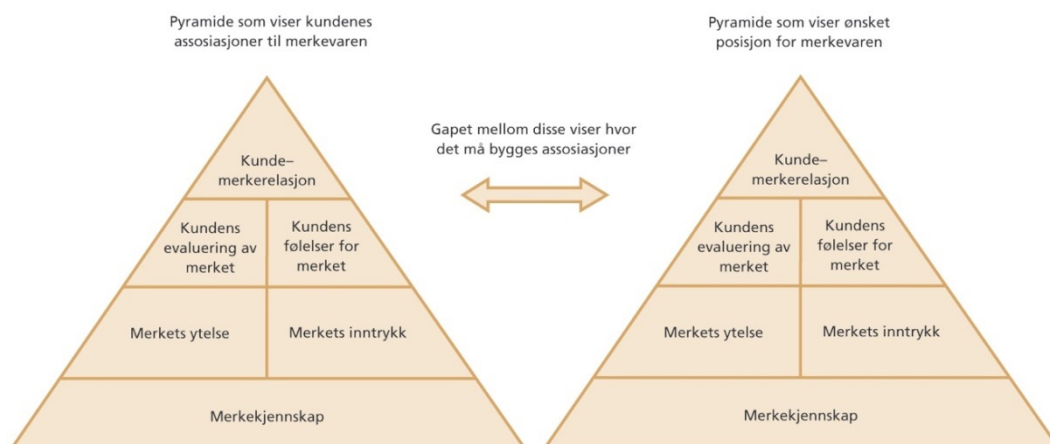 Pyramide som viser kundenes
assosiasjoner til merkevaren
Pyramide som viser ønsket
posisjon for merkevaren
Gapet mellom disse viser hvor
det må bygges assosiasjoner
Kunde–
merkerelasjon
Kundens
evaluering av
merket
Kundens
følelser for
merket
Merkets ytelse
Merkets inntrykk
Merkekjennskap
Kunde–
merkerelasjon
Kundens
evaluering av
merket
Kundens
følelser for
merket
Merkets ytelse
Merkets inntrykk
Merkekjennskap